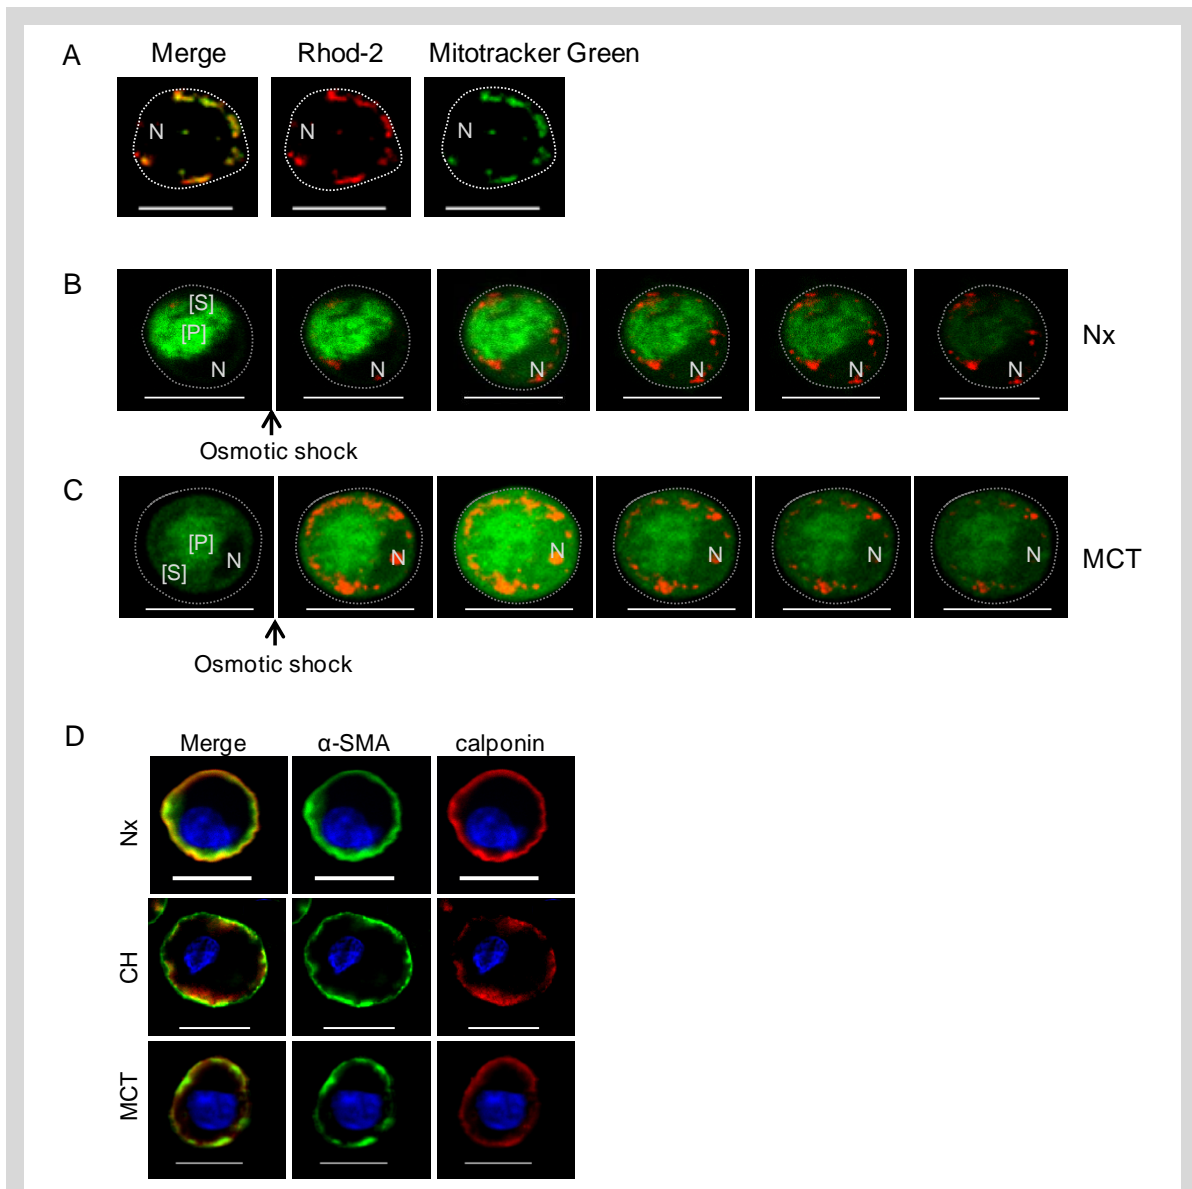 A
Merge Rhod-2 Mitotracker Green
N N N
B
[S]
[P]
N N N N N N
Nx
Osmotic shock
C
[P]
[S]
N N N N N N
MCT
Osmotic shock
D
Merge α-SMA calponin
Nx
CH
MCT